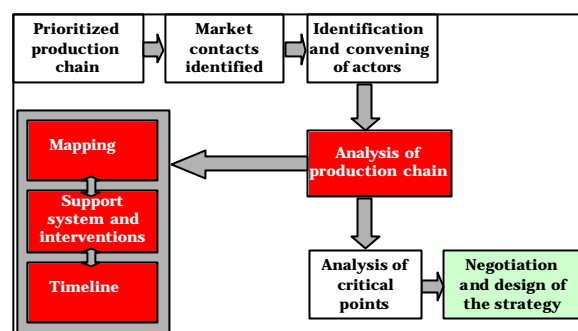 Prioritized
production
chain
Market
contacts
identified
Identification
and convening
of actors
Mapping
Support
system and
interventions
Timeline
Analysis of
production chain
Analysis of
critical
points
Negotiation
and design of
the strategy